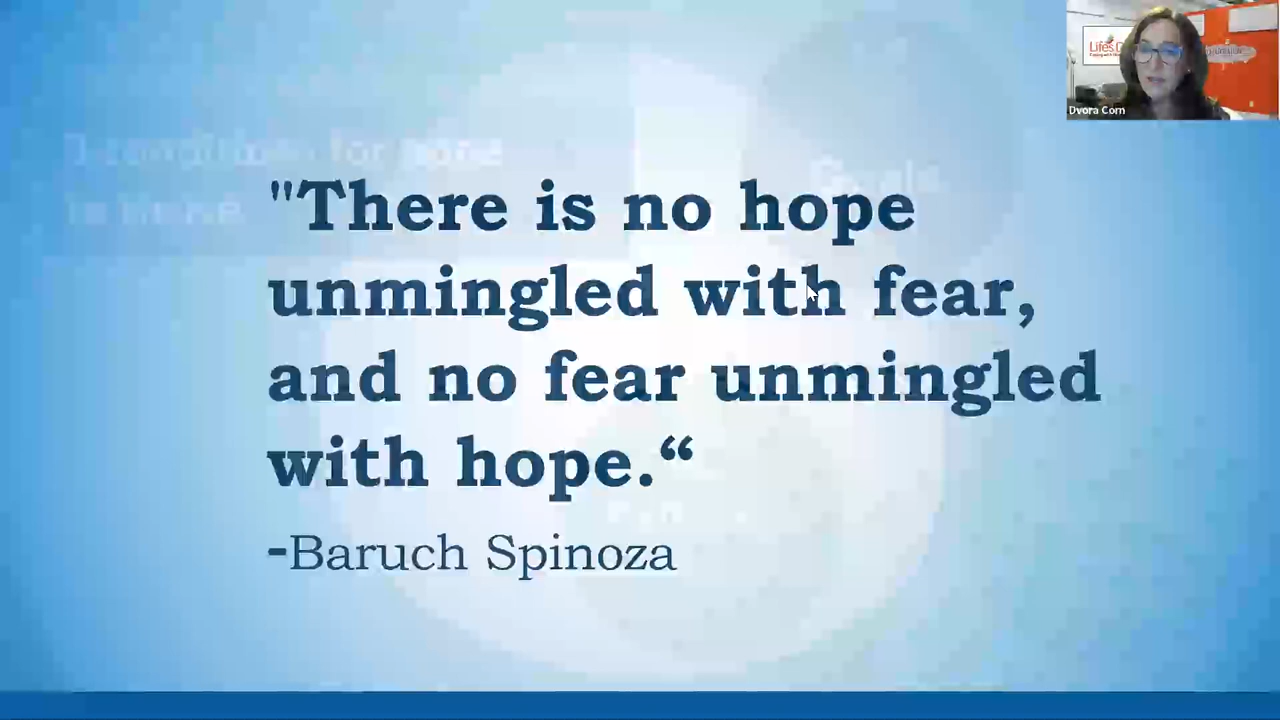 "There is no hope
unmingled with fear,
and no fear unmingled
with hope.“
-Baruch Spinoza
Dvora Corn